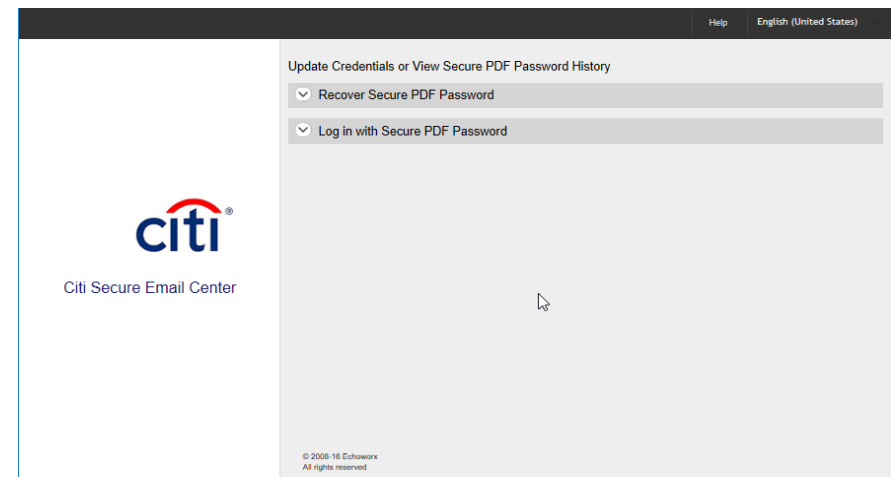 Help English (United States)
Update Credentials or View Secure PDF Password History
Recover Secure PDF Password
Log in with Secure PDF Password
citi®
Citi Secure Email Center
© 2008-16 Echoworx
All rights reserved